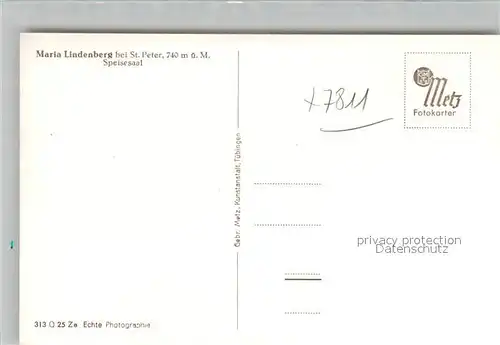 Maria Lindenberg bei St. Peter, 740 m ü. M.
Speisesaal
x7811
Metz
Fotokarten
Gebr. Metz, Kunstanstalt, Tübingen
privacy protection
Datenschutz
313 Q 25 Ze Echte Photographie